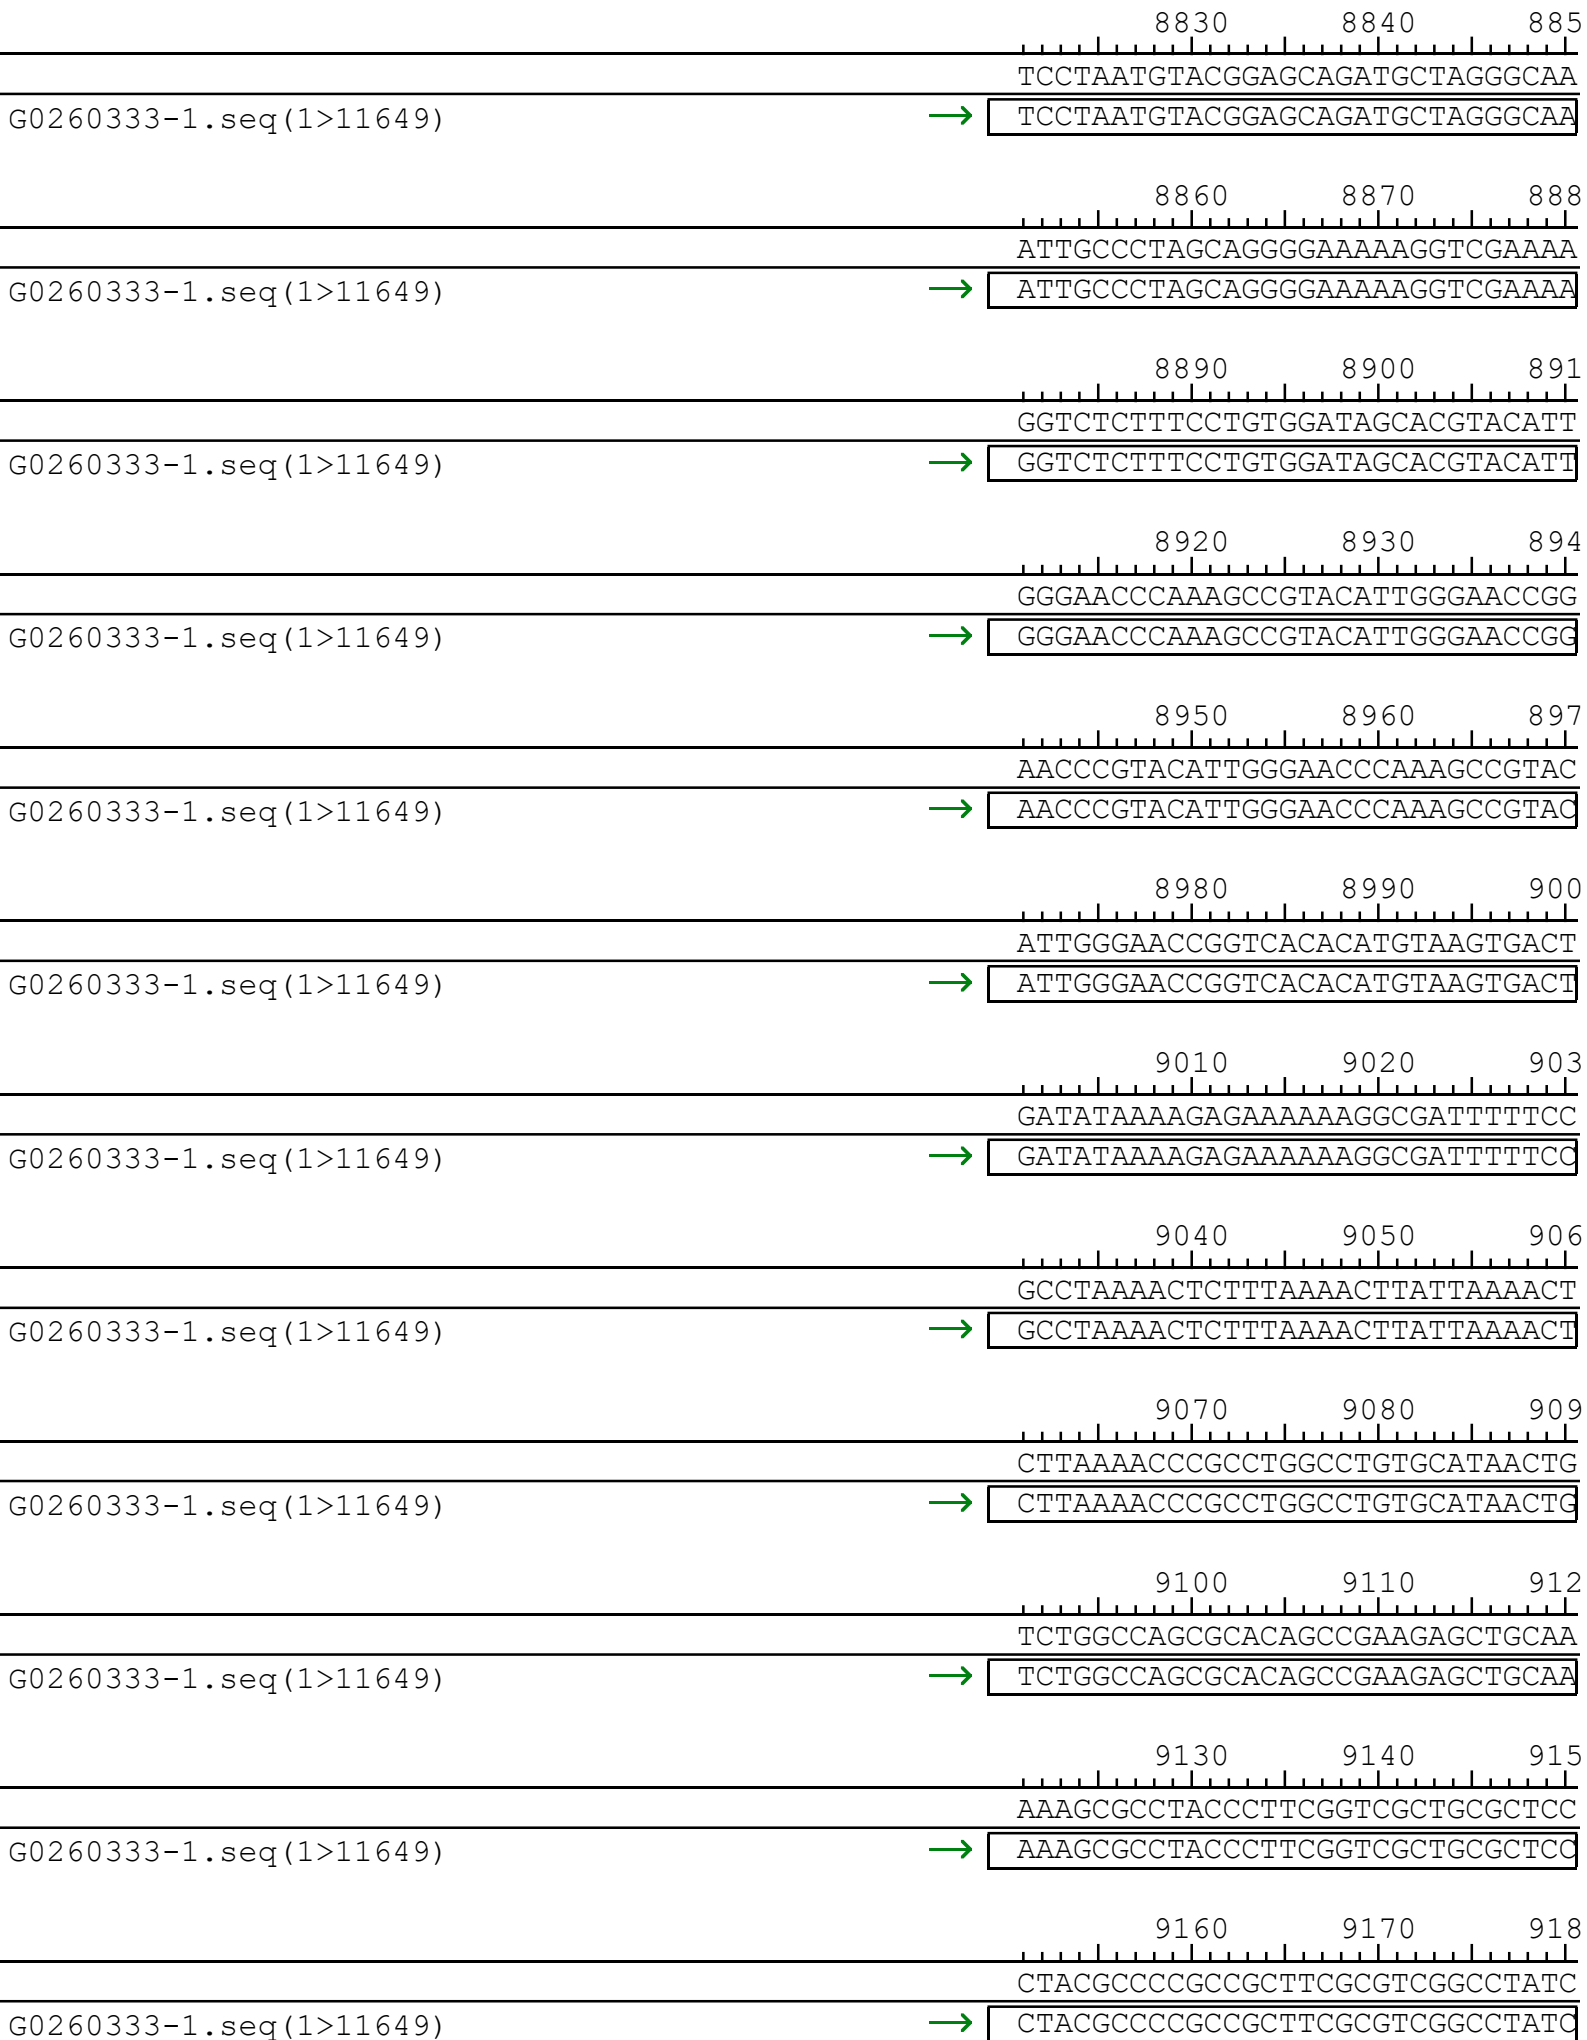 8830 8840 885
TCCTAATGTACGGAGCAGATGCTAGGGCAA
G0260333-1.seq(1>11649) → TCCTAATGTACGGAGCAGATGCTAGGGCAA
8860 8870 888
ATTGCCCTAGCAGGGGAAAAAGGTCGAAAA
G0260333-1.seq(1>11649) → ATTGCCCTAGCAGGGGAAAAAGGTCGAAAA
8890 8900 891
GGTCTCTTTCCTGTGGATAGCACGTACATT
G0260333-1.seq(1>11649) → GGTCTCTTTCCTGTGGATAGCACGTACATT
8920 8930 894
GGGAACCCAAAGCCGTACATTGGGAACCGG
G0260333-1.seq(1>11649) → GGGAACCCAAAGCCGTACATTGGGAACCGG
8950 8960 897
AACCCGTACATTGGGAACCCAAAGCCGTAC
G0260333-1.seq(1>11649) → AACCCGTACATTGGGAACCCAAAGCCGTAC
8980 8990 900
ATTGGGAACCGGTCACACATGTAAGTGACT
G0260333-1.seq(1>11649) → ATTGGGAACCGGTCACACATGTAAGTGACT
9010 9020 903
GATATAAAAGAGAAAAAAGGCGATTTTTCC
G0260333-1.seq(1>11649) → GATATAAAAGAGAAAAAAGGCGATTTTTCC
9040 9050 906
GCCTAAAACTCTTTAAAACTTATTAAAACT
G0260333-1.seq(1>11649) → GCCTAAAACTCTTTAAAACTTATTAAAACT
9070 9080 909
CTTAAAACCCGCCTGGCCTGTGCATAACTG
G0260333-1.seq(1>11649) → CTTAAAACCCGCCTGGCCTGTGCATAACTG
9100 9110 912
TCTGGCCAGCGCACAGCCGAAGAGCTGCAA
G0260333-1.seq(1>11649) → TCTGGCCAGCGCACAGCCGAAGAGCTGCAA
9130 9140 915
AAAGCGCCTACCCTTCGGTCGCTGCGCTCC
G0260333-1.seq(1>11649) → AAAGCGCCTACCCTTCGGTCGCTGCGCTCC
9160 9170 918
CTACGCCCCGCCGCTTCGCGTCGGCCTATC
G0260333-1.seq(1>11649) → CTACGCCCCGCCGCTTCGCGTCGGCCTATC